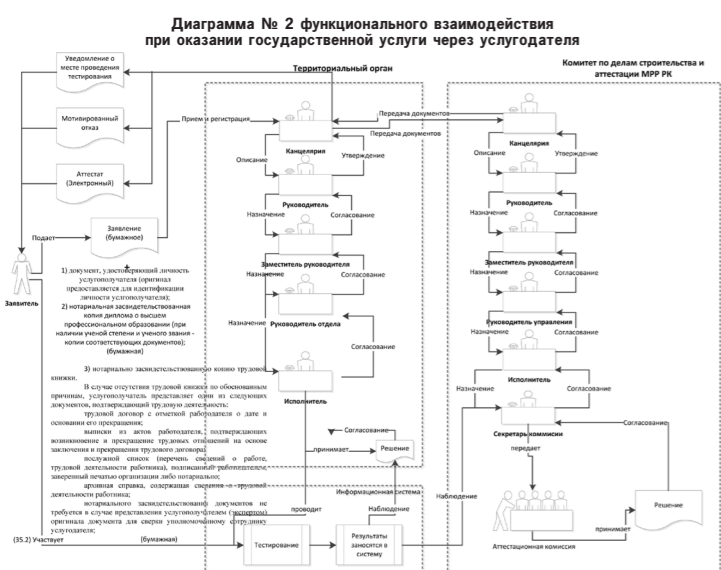 Диаграмма № 2 функционального взаимодействия
при оказании государственной услуги через услугодателя
Уведомление о
месте проведения
тестирования
Мотивированный
отказ
Аттестат
(Электронный)
Заявление
(бумажное)
Подает
Заявитель
Прием и регистрация
1) документ, удостоверяющий личность
услугополучателя (оригинал
предоставляется для идентификации
личности услгополучателя);
2) нотариальная засвидетельствованная
копия диплома о высшем
профессиональном образовании (при
наличии ученой степени и ученого звания -
копии соответствующих документов);
(бумажная)
3) нотариально засвидетельствованную копию трудовой
книжки.
В случае отсутствия трудовой книжки по обоснованным
причинам, услугополучатель представляет один из следующих
документов, подтверждающий трудовую деятельность:
трудовой договор с отметкой работодателя о дате и
основании его прекращения;
выписки из актов работодателя, подтверждающих
возникновение и прекращение трудовых отношений на основе
заключения и прекращения трудового договора;
послужной список (перечень сведений о работе,
трудовой деятельности работника), подписанный работодателем,
заверенный печатью организации либо нотариально;
архивная справка, содержащая сведения о трудовой
деятельности работника;
нотариального засвидетельствования документов не
требуется в случае представления услугополучателем (экспертом)
оригинала документа для сверки уполномоченному сотруднику
услугодателя;
(35.2) Участвует
(бумажная)
Территориальный орган
Канцелярия
Описание
Утверждение
Руководитель
Назначение
Согласование
Заместитель руководителя
Назначение
Согласование
Руководитель отдела
Назначение
Согласование
Исполнитель
Согласование
принимает
Решение
проводит
Информационная система
Наблюдение
Тестирование
Результаты
заносятся в
систему
Передача документов
Передача документов
Комитет по делам строительства и
аттестации МРР РК
Канцелярия
Описание
Утверждение
Руководитель
Назначение
Согласование
Заместитель руководителя
Назначение
Согласование
Руководитель управления
Назначение
Согласование
Исполнитель
Назначение
Согласование
Секретарь коммиссии
Согласование
передает
Наблюдение
Решение
принимает
Аттестационная комиссия